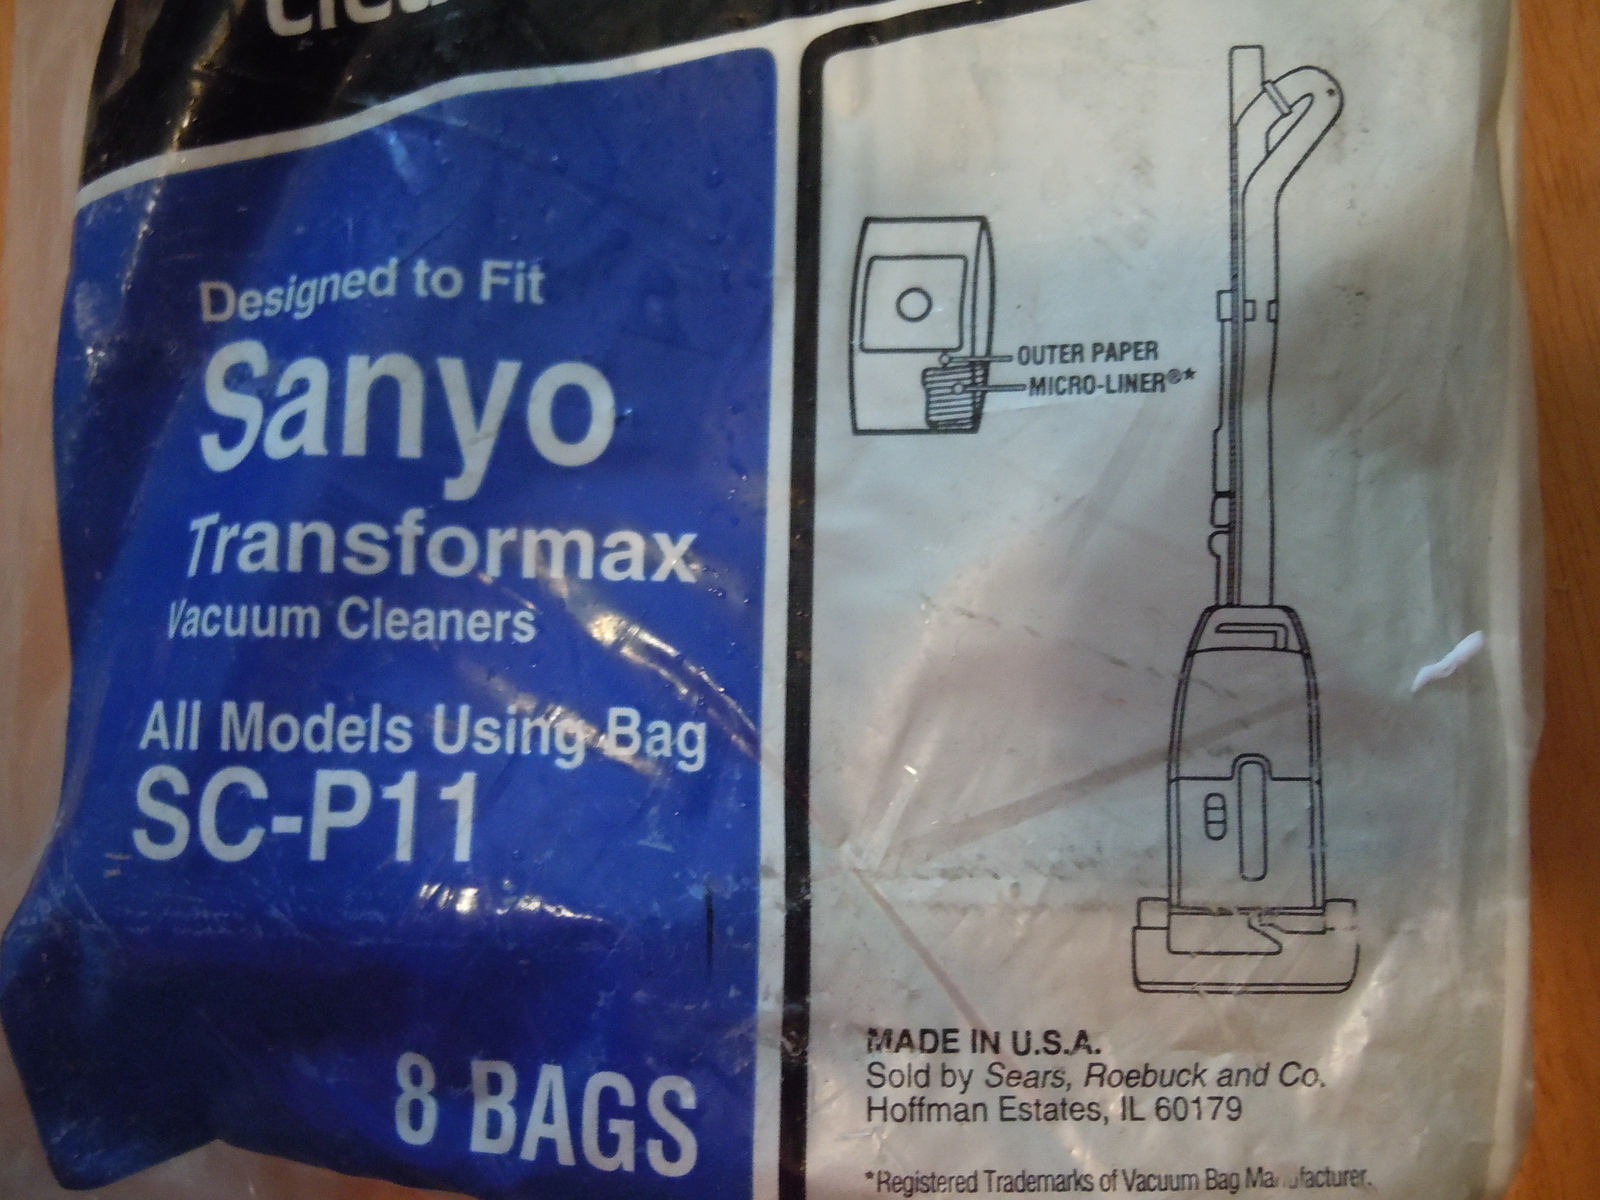 Designed to Fit
Sanyo
Transformax
Vacuum Cleaners
All Models Using Bag
SC-P11
8 BAGS
OUTER PAPER
MICRO-LINER®*
MADE IN U.S.A.
Sold by Sears, Roebuck and Co.
Hoffman Estates, IL 60179
*Registered Trademarks of Vacuum Bag Manufacturer.